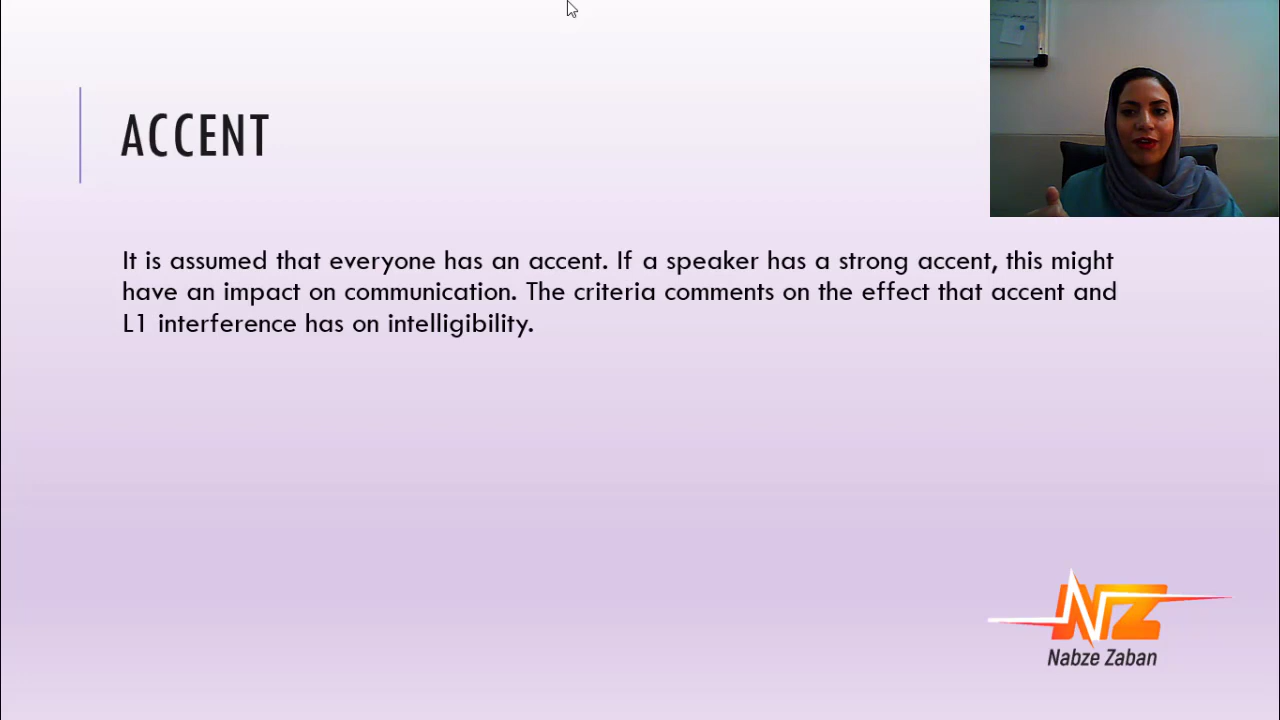 ACCENT
It is assumed that everyone has an accent. If a speaker has a strong accent, this might
have an impact on communication. The criteria comments on the effect that accent and
L1 interference has on intelligibility.
NZ
Nabze Zaban